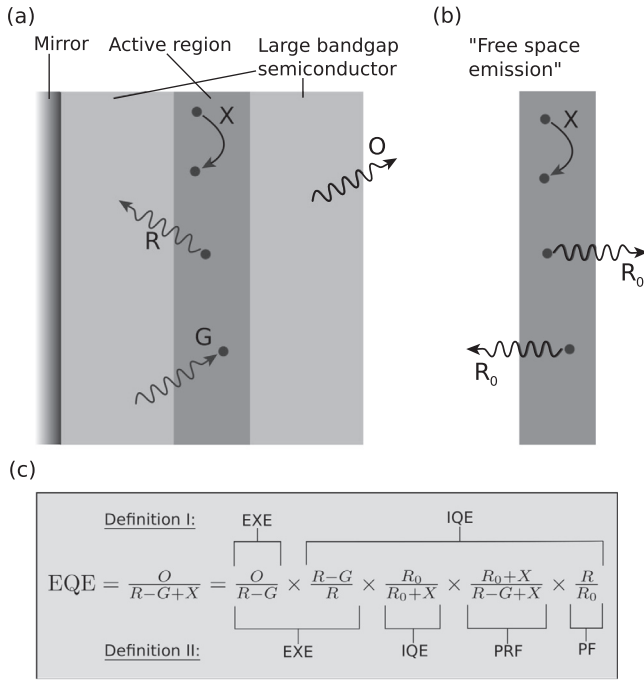 (a)
Mirror
Active region
Large bandgap
semiconductor
X
O
R
G
(b)
"Free space
emission"
X
R₀
R₀
(c)
Definition I: EXE IQE
EQE = O/(R−G+X) = O/(R−G) × (R−G)/R × R₀/(R₀+X) × (R₀+X)/(R−G+X) × R/R₀
Definition II: EXE IQE PRF PF